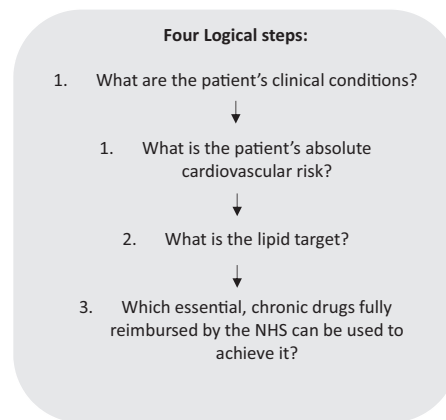 Four Logical steps:
1. What are the patient's clinical conditions?
1. What is the patient's absolute
cardiovascular risk?
2. What is the lipid target?
3. Which essential, chronic drugs fully
reimbursed by the NHS can be used to
achieve it?